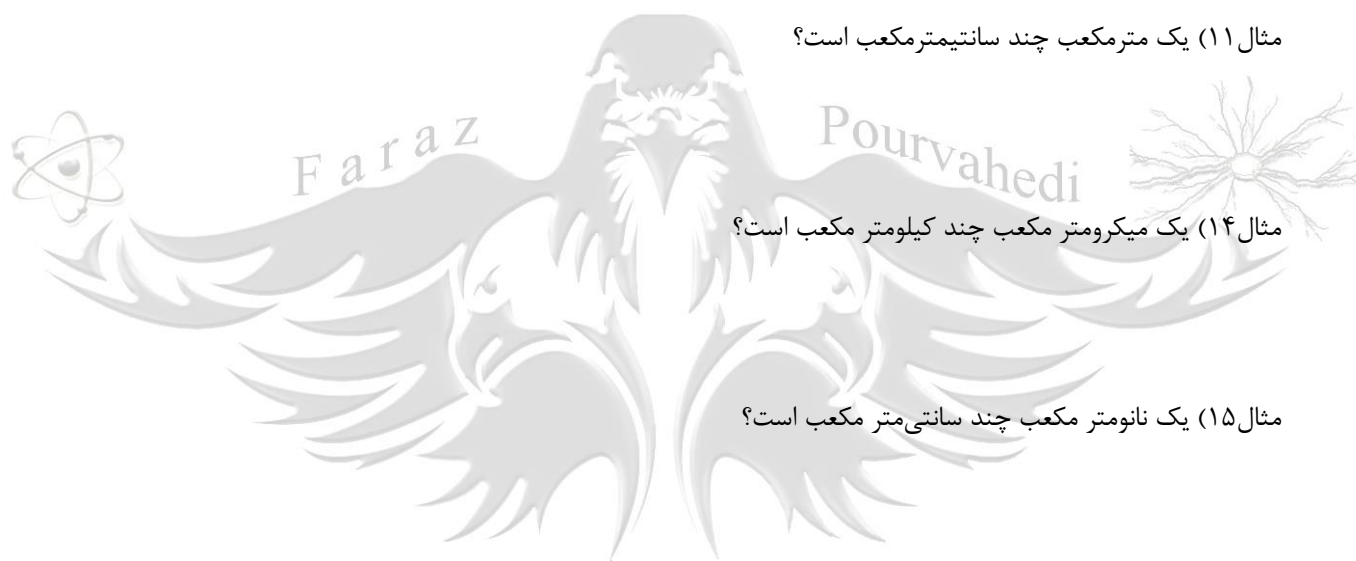 مثال۱۱) یک مترمکعب چند سانتیمترمکعب است؟
Faraz Pourvahedi
مثال۱۴) یک میکرومتر مکعب چند کیلومتر مکعب است؟
مثال۱۵) یک نانومتر مکعب چند سانتی‌متر مکعب است؟